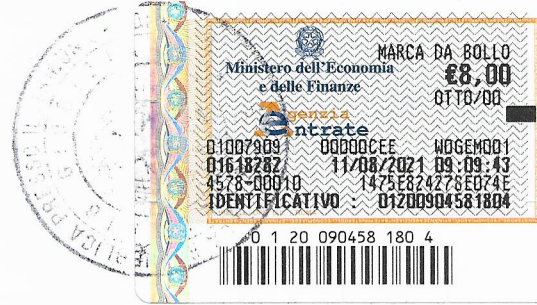 MARCA DA BOLLO
Ministero dell'Economia
e delle Finanze
€8,00
OTTO/00
Agenzia
Entrate
01007909 00000CEE W0GEM001
01618282 11/08/2021 09:09:43
4578-00010 1475E824278E074E
IDENTIFICATIVO : 01200904581804
0 1 20 090458 180 4